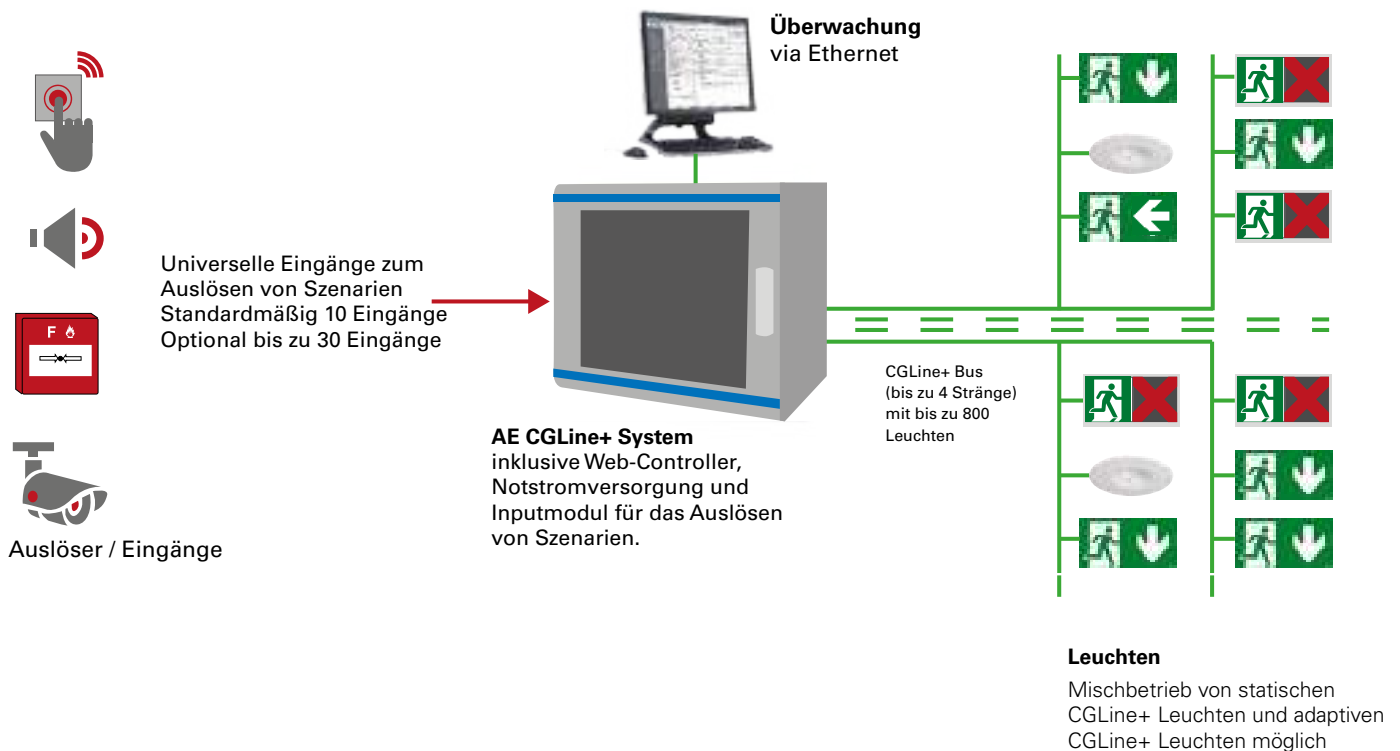 Überwachung
via Ethernet
Universelle Eingänge zum
Auslösen von Szenarien
Standardmäßig 10 Eingänge
Optional bis zu 30 Eingänge
F
CGLine+ Bus
(bis zu 4 Stränge)
mit bis zu 800
Leuchten
AE CGLine+ System
inklusive Web-Controller,
Notstromversorgung und
Inputmodul für das Auslösen
von Szenarien.
Auslöser / Eingänge
Leuchten
Mischbetrieb von statischen
CGLine+ Leuchten und adaptiven
CGLine+ Leuchten möglich